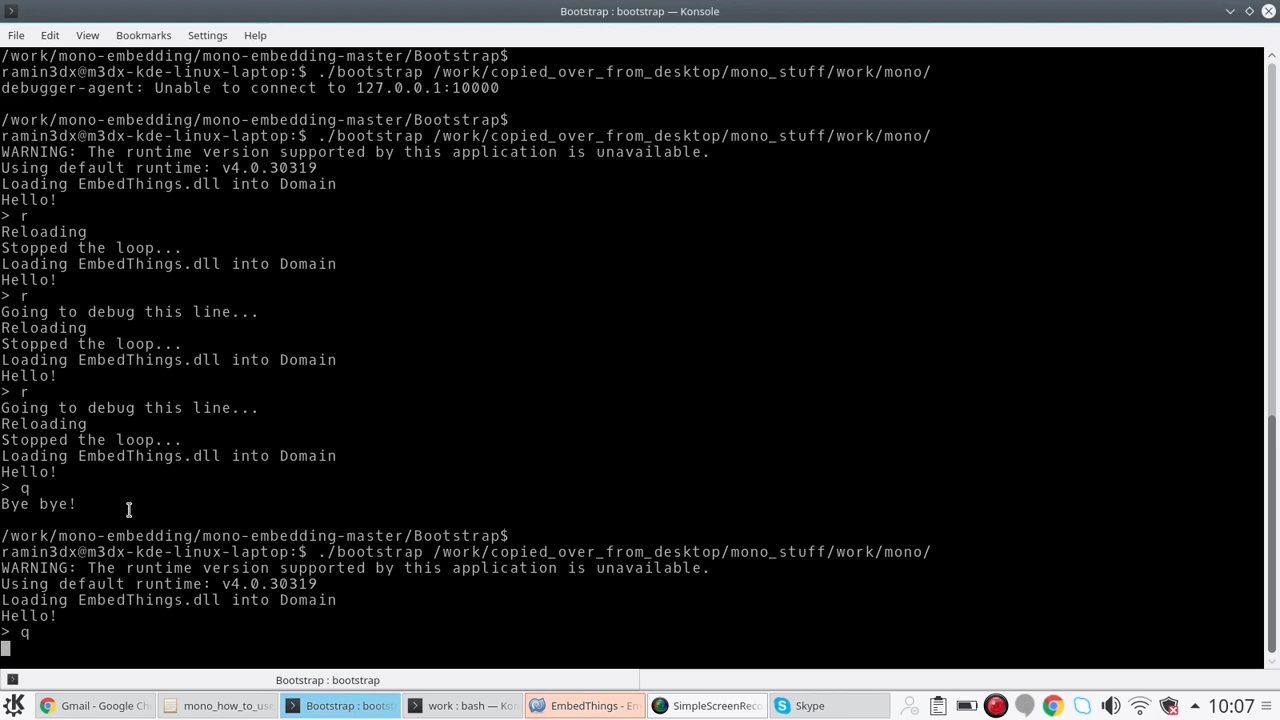 Bootstrap : bootstrap — Konsole
File Edit View Bookmarks Settings Help
/work/mono-embedding/mono-embedding-master/Bootstrap$
ramin3dx@m3dx-kde-linux-laptop:$ ./bootstrap /work/copied_over_from_desktop/mono_stuff/work/mono/
debugger-agent: Unable to connect to 127.0.0.1:10000
/work/mono-embedding/mono-embedding-master/Bootstrap$
ramin3dx@m3dx-kde-linux-laptop:$ ./bootstrap /work/copied_over_from_desktop/mono_stuff/work/mono/
WARNING: The runtime version supported by this application is unavailable.
Using default runtime: v4.0.30319
Loading EmbedThings.dll into Domain
Hello!
> r
Reloading
Stopped the loop...
Loading EmbedThings.dll into Domain
Hello!
> r
Going to debug this line...
Reloading
Stopped the loop...
Loading EmbedThings.dll into Domain
Hello!
> r
Going to debug this line...
Reloading
Stopped the loop...
Loading EmbedThings.dll into Domain
Hello!
> q
Bye bye!
/work/mono-embedding/mono-embedding-master/Bootstrap$
ramin3dx@m3dx-kde-linux-laptop:$ ./bootstrap /work/copied_over_from_desktop/mono_stuff/work/mono/
WARNING: The runtime version supported by this application is unavailable.
Using default runtime: v4.0.30319
Loading EmbedThings.dll into Domain
Hello!
> q
Bootstrap : bootstrap
Gmail - Google Ch mono_how_to_use Bootstrap : boots work : bash — Ko EmbedThings - Em SimpleScreenReco Skype 10:07